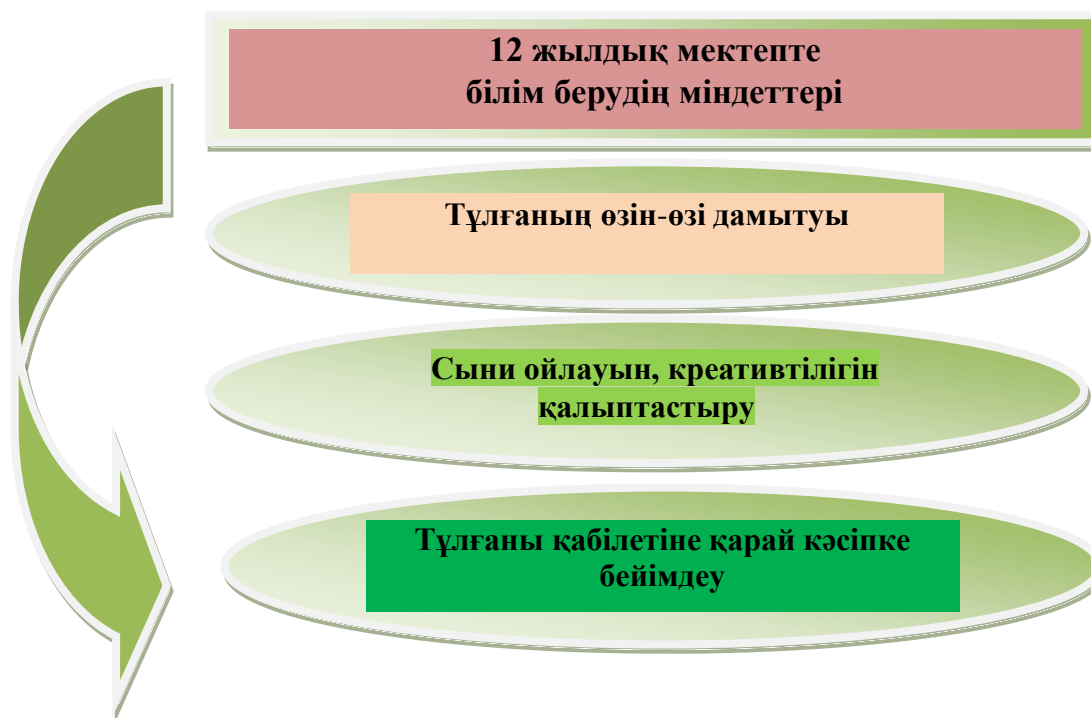 12 жылдық мектепте
білім берудің міндеттері
Тұлғаның өзін-өзі дамытуы
Сыни ойлауын, креативтілігін
қалыптастыру
Тұлғаны қабілетіне қарай кәсіпке
бейімдеу